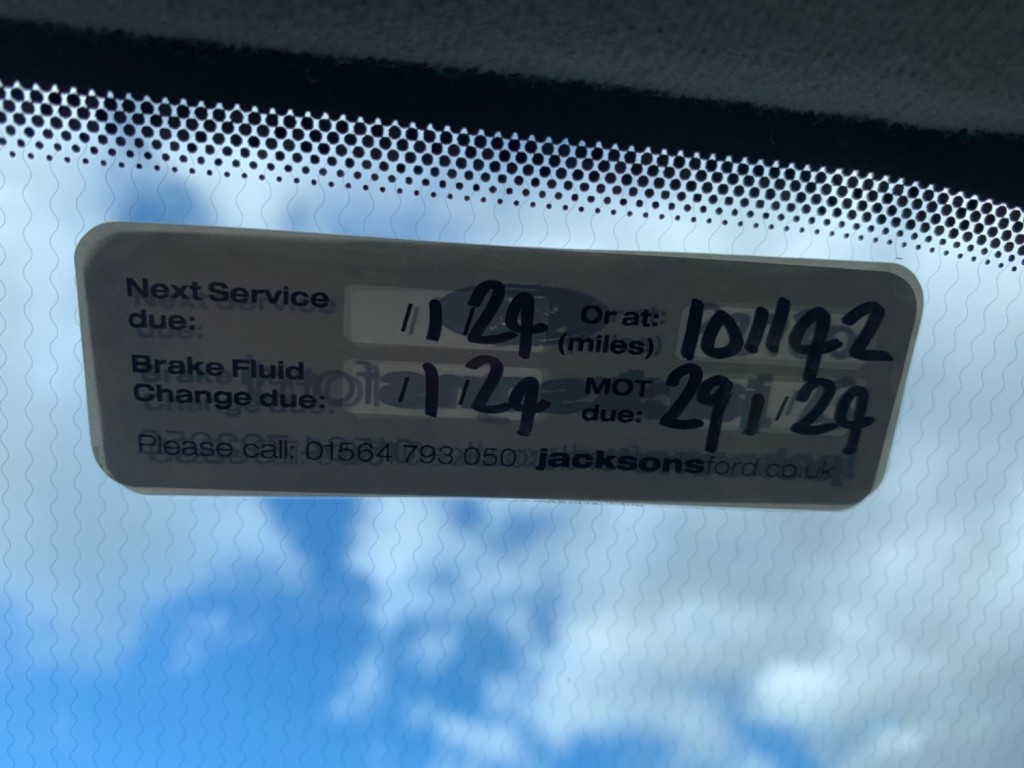 Next Service due: / 1 / 24 Or at: (miles) 101192
Brake Fluid Change due: / 1 / 24 MOT due: 29 / 1 / 24
Please call: 01564 793 050 jacksonsford.co.uk